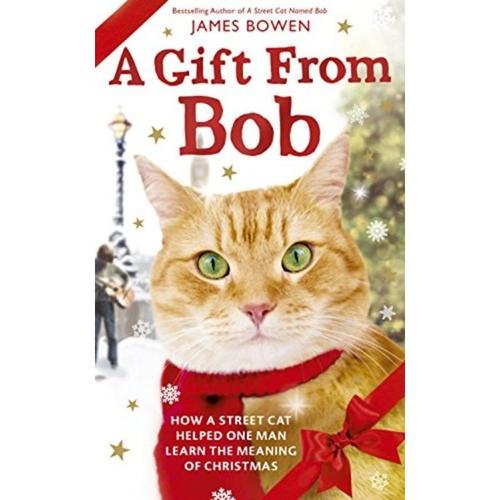 Bestselling Author of A Street Cat Named Bob
JAMES BOWEN
A Gift From
Bob
HOW A STREET CAT
HELPED ONE MAN
LEARN THE MEANING
OF CHRISTMAS